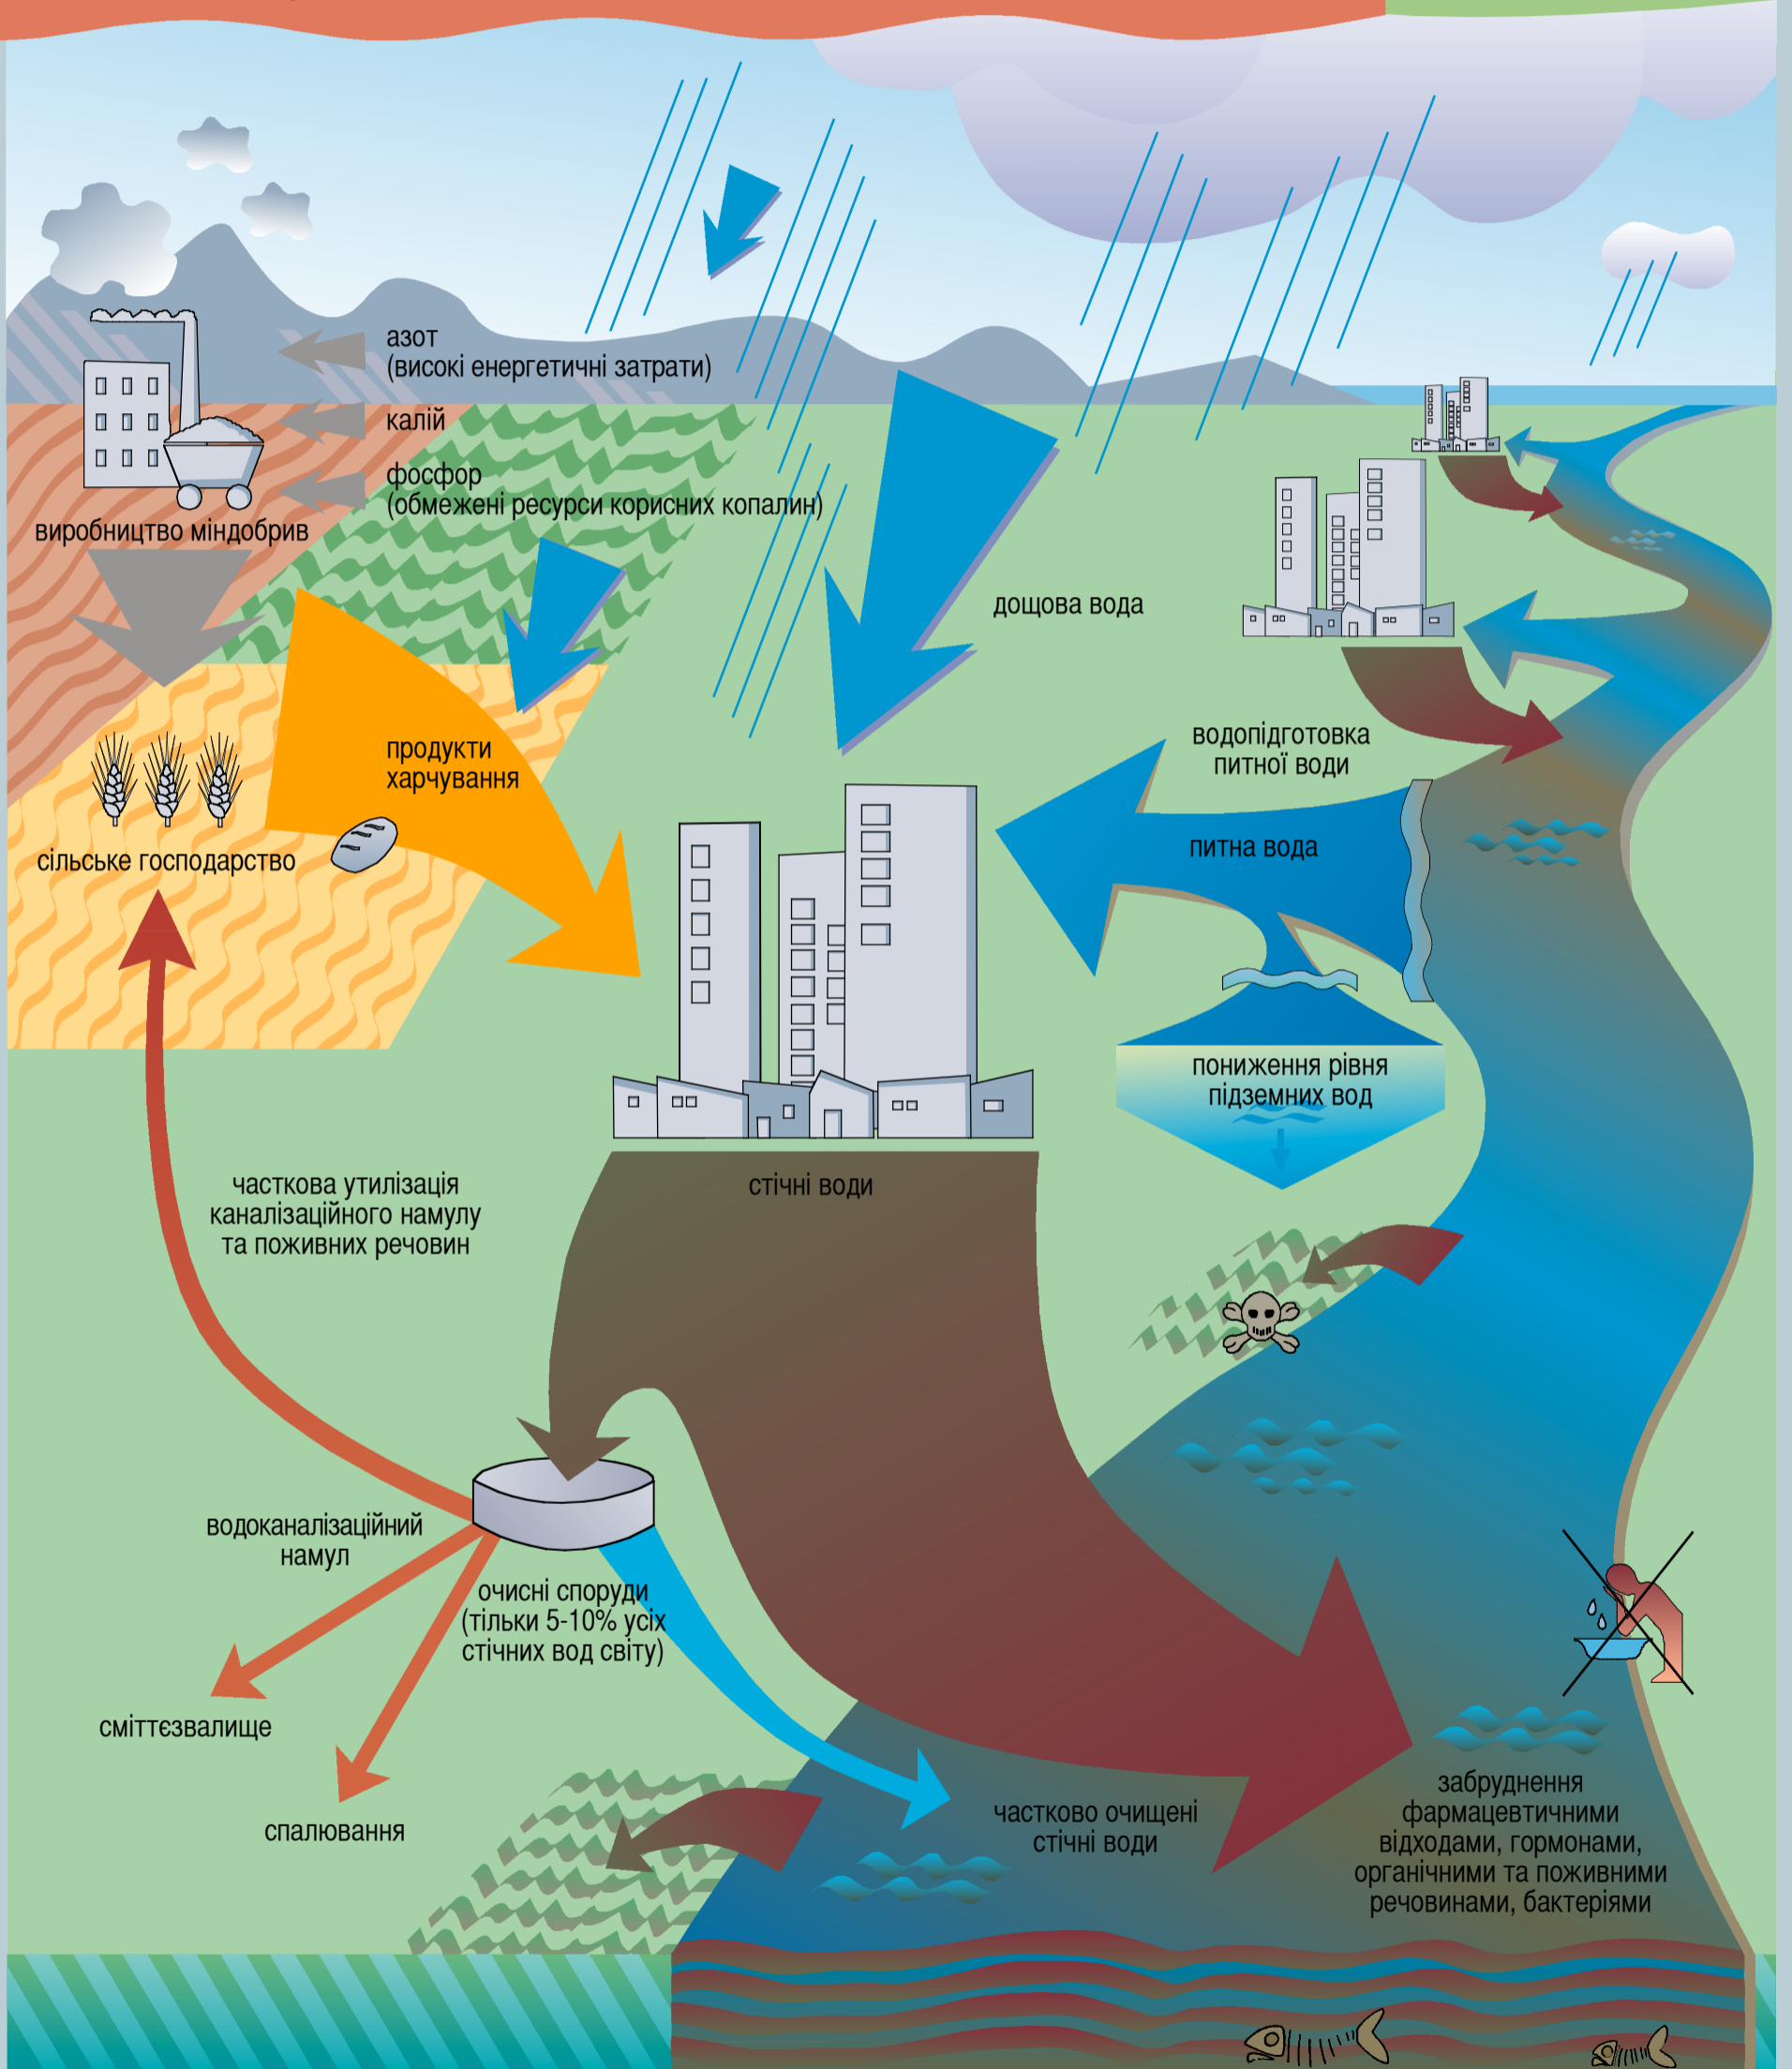 азот
(високі енергетичні затрати)
калій
фосфор
(обмежені ресурси корисних копалин)
виробництво міндобрив
дощова вода
водопідготовка
питної води
продукти
харчування
питна вода
сільське господарство
пониження рівня
підземних вод
стічні води
часткова утилізація
каналізаційного намулу
та поживних речовин
водоканалізаційний
намул
очисні споруди
(тільки 5-10% усіх
стічних вод світу)
сміттєзвалище
спалювання
частково очищені
стічні води
забруднення
фармацевтичними
відходами, гормонами,
органічними та поживними
речовинами, бактеріями